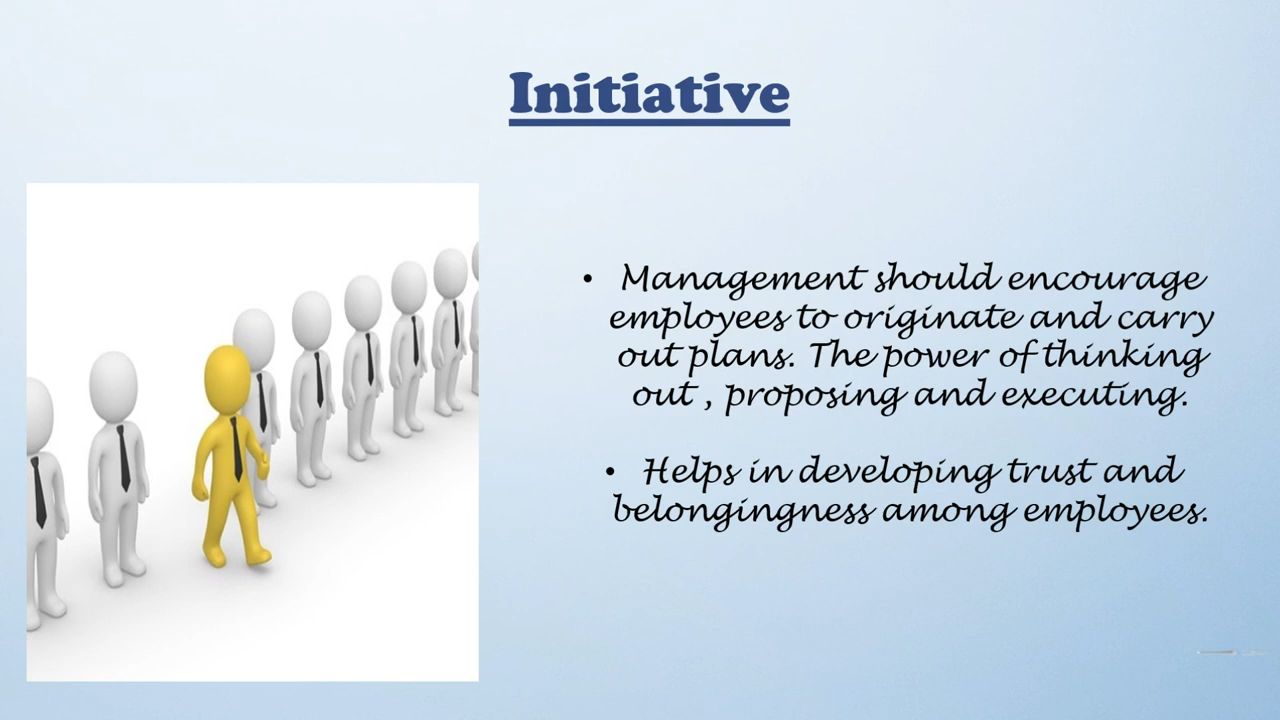 Initiative
• Management should encourage
employees to originate and carry
out plans. The power of thinking
out , proposing and executing.
• Helps in developing trust and
belongingness among employees.